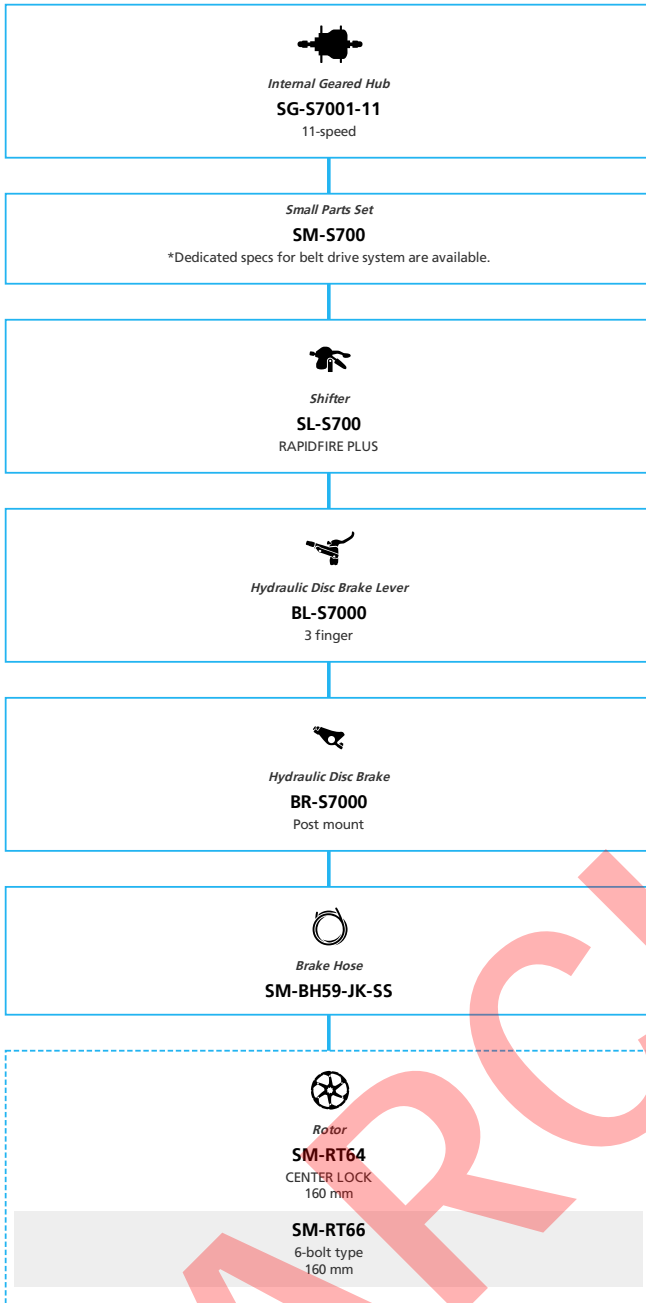 Internal Geared Hub
SG-S7001-11
11-speed
Small Parts Set
SM-S700
*Dedicated specs for belt drive system are available.
Shifter
SL-S700
RAPIDFIRE PLUS
Hydraulic Disc Brake Lever
BL-S7000
3 finger
Hydraulic Disc Brake
BR-S7000
Post mount
Brake Hose
SM-BH59-JK-SS
Rotor
SM-RT64
CENTER LOCK
160 mm
SM-RT66
6-bolt type
160 mm